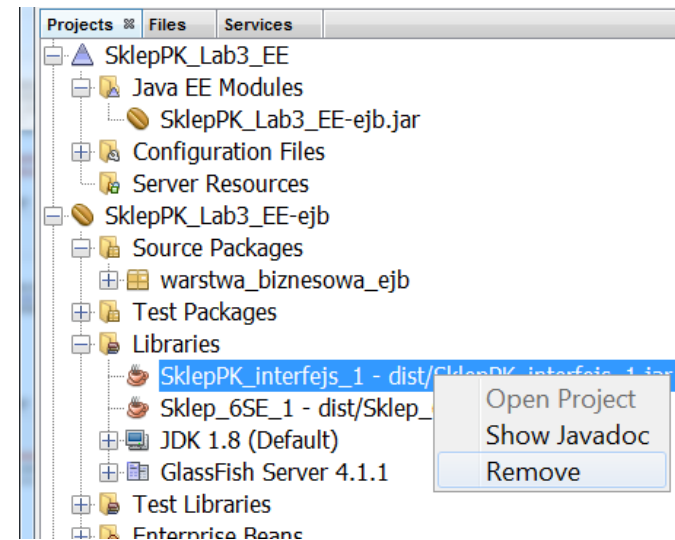 Projects Files Services
SklepPK_Lab3_EE
Java EE Modules
SklepPK_Lab3_EE-ejb.jar
Configuration Files
Server Resources
SklepPK_Lab3_EE-ejb
Source Packages
warstwa_biznesowa_ejb
Test Packages
Libraries
SklepPK_interfejs_1 - dist/SklepPK_interfejs_1.jar
Open Project
Sklep_6SE_1 - dist/Sklep_
Show Javadoc
JDK 1.8 (Default)
Remove
GlassFish Server 4.1.1
Test Libraries
Enterprise Beans